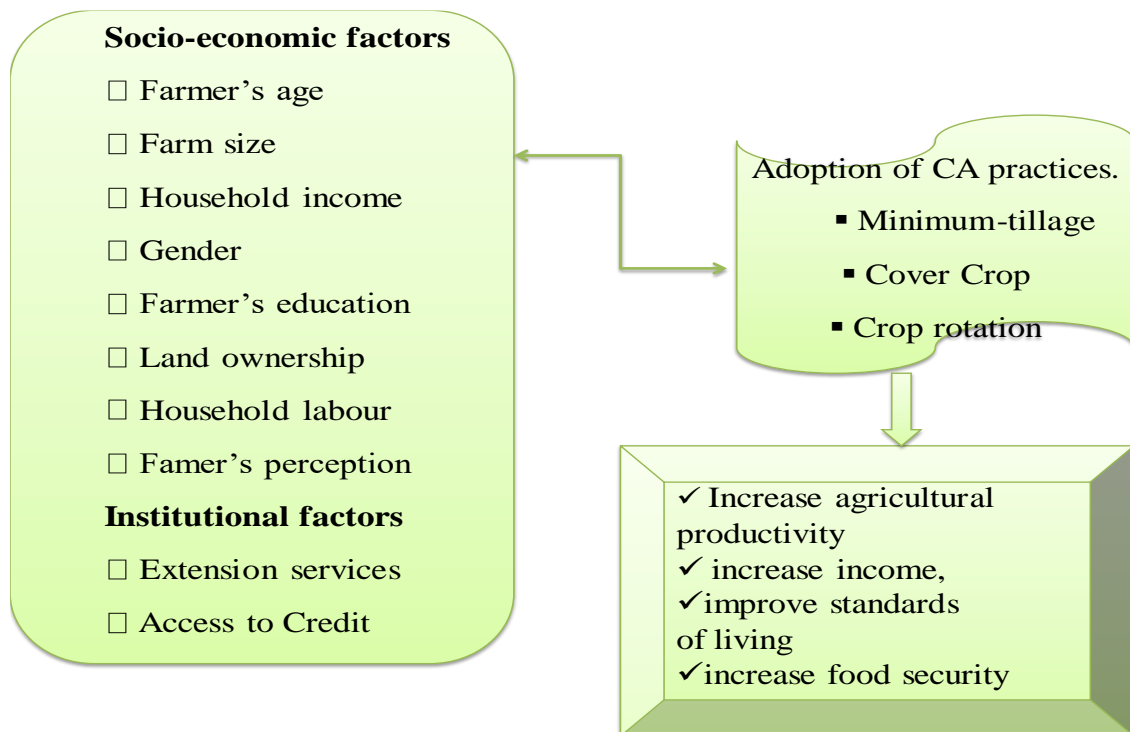 Socio-economic factors
□ Farmer’s age
□ Farm size
□ Household income
□ Gender
□ Farmer’s education
□ Land ownership
□ Household labour
□ Famer’s perception
Institutional factors
□ Extension services
□ Access to Credit
Adoption of CA practices.
▪ Minimum-tillage
▪ Cover Crop
▪ Crop rotation
✓ Increase agricultural
productivity
✓ increase income,
✓improve standards
of living
✓increase food security